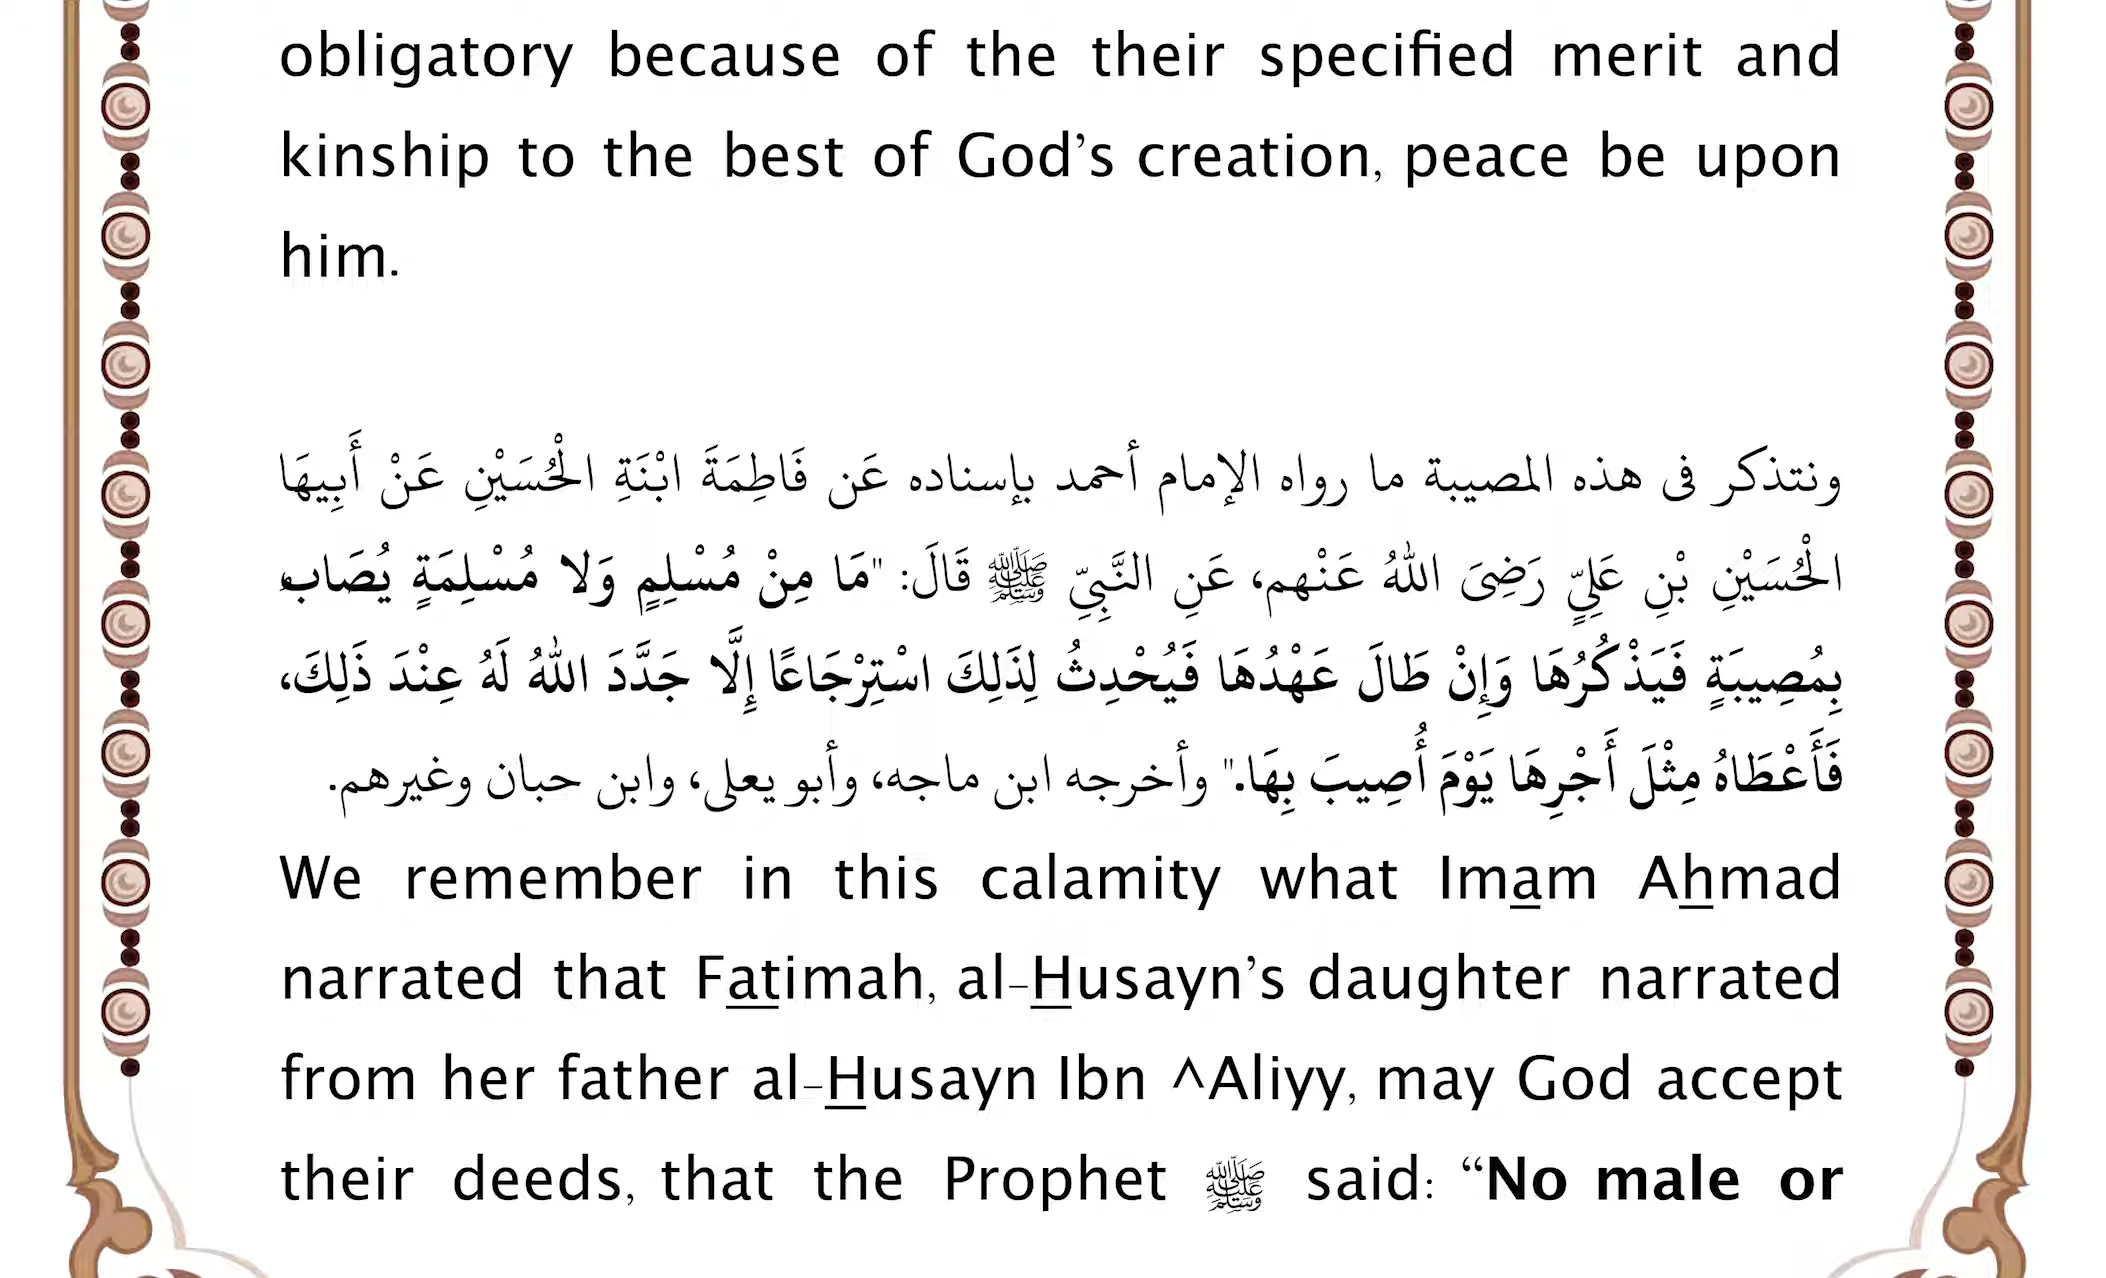 obligatory because of the their specified merit and
kinship to the best of God’s creation, peace be upon
him.
ونتذكر فى هذه المصيبة ما رواه الإمام أحمد بإسناده عَن فَاطِمَةَ ابْنَةِ الْحُسَيْنِ عَنْ أَبِيهَا
الْحُسَيْنِ بْنِ عَلِيٍّ رَضِىَ اللهُ عَنْهم، عَنِ النَّبِيِّ ﷺ قَالَ: "مَا مِنْ مُسْلِمٍ وَلا مُسْلِمَةٍ يُصَاب
بِمُصِيبَةٍ فَيَذْكُرُهَا وَإِنْ طَالَ عَهْدُهَا فَيُحْدِثُ لِذَلِكَ اسْتِرْجَاعًا إِلَّا جَدَّدَ اللهُ لَهُ عِنْدَ ذَلِكَ،
فَأَعْطَاهُ مِثْلَ أَجْرِهَا يَوْمَ أُصِيبَ بِهَا." وأخرجه ابن ماجه، وأبو يعلى، وابن حبان وغيرهم.
We remember in this calamity what Imam Ahmad
narrated that Fatimah, al-Husayn’s daughter narrated
from her father al-Husayn Ibn ^Aliyy, may God accept
their deeds, that the Prophet ﷺ said: “No male or